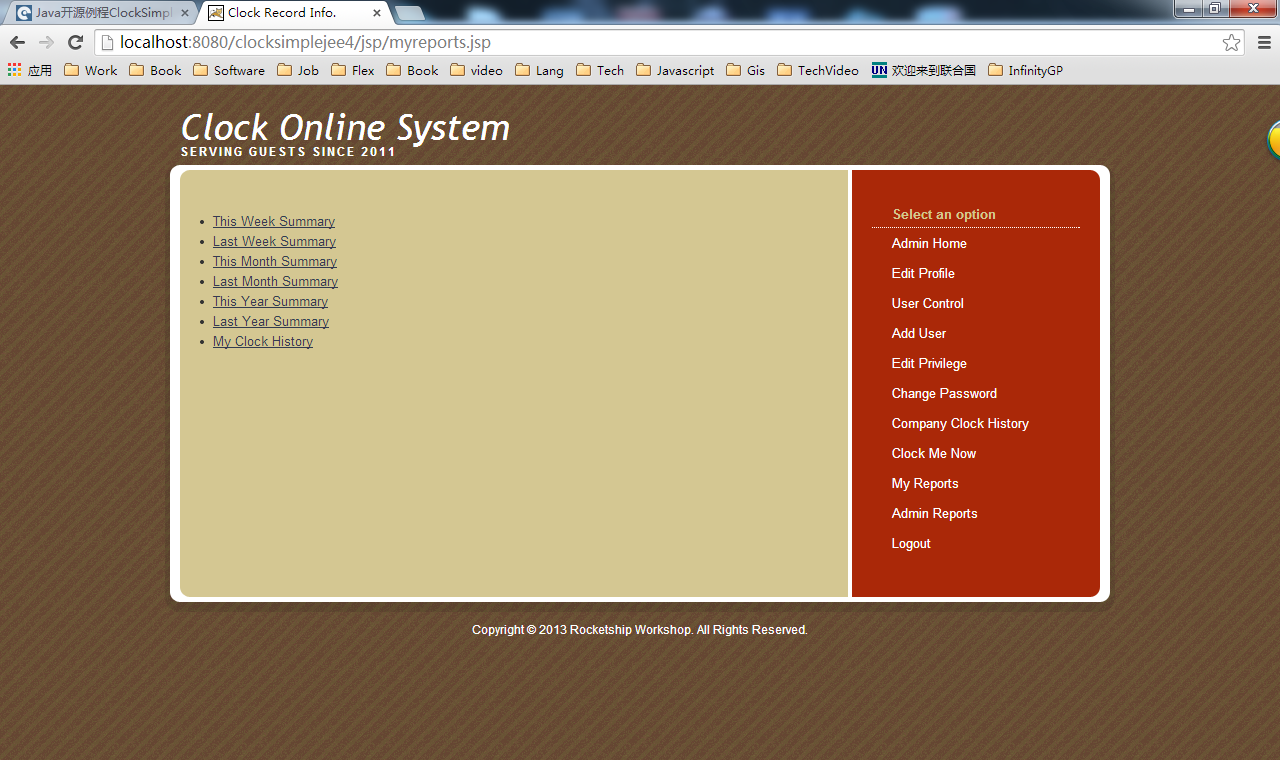 Java开源例程ClockSimpl
Clock Record Info.
localhost:8080/clocksimplejee4/jsp/myreports.jsp
应用 Work Book Software Job Flex Book video Lang Tech Javascript Gis TechVideo UN 欢迎来到联合国 InfinityGP
Clock Online System
SERVING GUESTS SINCE 2011
This Week Summary
Last Week Summary
This Month Summary
Last Month Summary
This Year Summary
Last Year Summary
My Clock History
Select an option
Admin Home
Edit Profile
User Control
Add User
Edit Privilege
Change Password
Company Clock History
Clock Me Now
My Reports
Admin Reports
Logout
Copyright © 2013 Rocketship Workshop. All Rights Reserved.